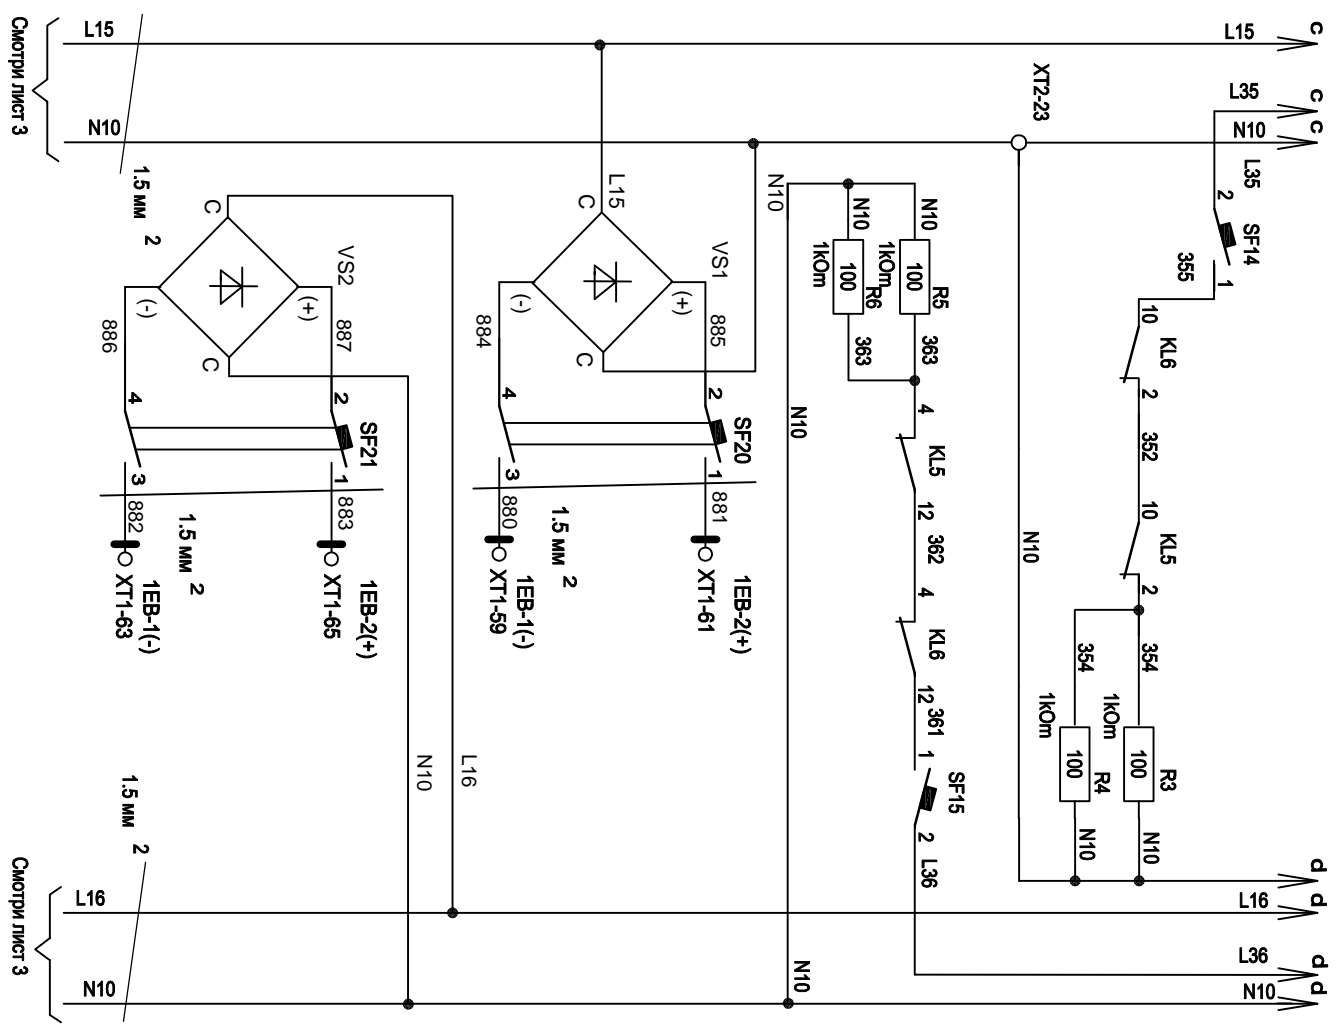 Смотри лист 3
L15
N10
1.5 мм 2
L15
L15
C
VS1
(+)
(-)
C
885
884
N10
2
4
SF20
1
3
881
880
1.5 мм 2
1EB-2(+)
XT1-61
1EB-1(-)
XT1-59
C
VS2
(+)
(-)
C
887
886
2
4
SF21
1
3
883
882
1.5 мм 2
1EB-2(+)
XT1-65
1EB-1(-)
XT1-63
L16
N10
XT2-23
N10
N10
N10
N10
100
1kOm
R5
100
1kOm
R6
363
363
4
KL5
12
362
4
KL6
12
361
1
SF15
2
L36
N10
L15
c
L35
c
N10
c
L35
2
SF14
1
355
10
KL6
2
352
10
KL5
2
354
354
100
1kOm
R3
100
1kOm
R4
N10
N10
d
L16
d
L36
d
N10
d
1.5 мм 2
L16
N10
Смотри лист 3